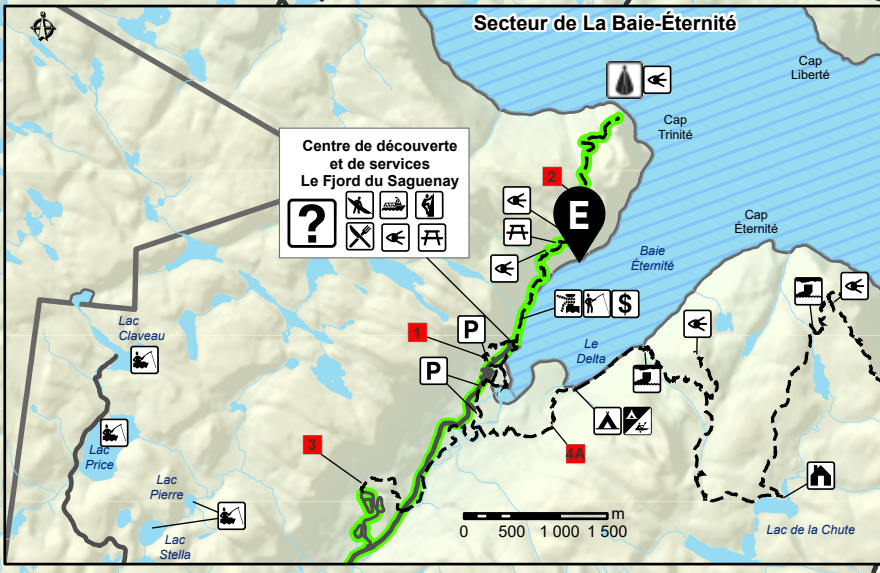 Secteur de La Baie-Éternité
Cap
Liberté
Cap
Trinité
Centre de découverte
et de services
Le Fjord du Saguenay
?
2
E
Cap
Éternité
Baie
Éternité
$
Lac
Claveau
1
P
Le
Delta
P
Lac
Price
3
4A
Lac
Pierre
Lac
Stella
m
0 500 1 000 1 500
Lac de la Chute